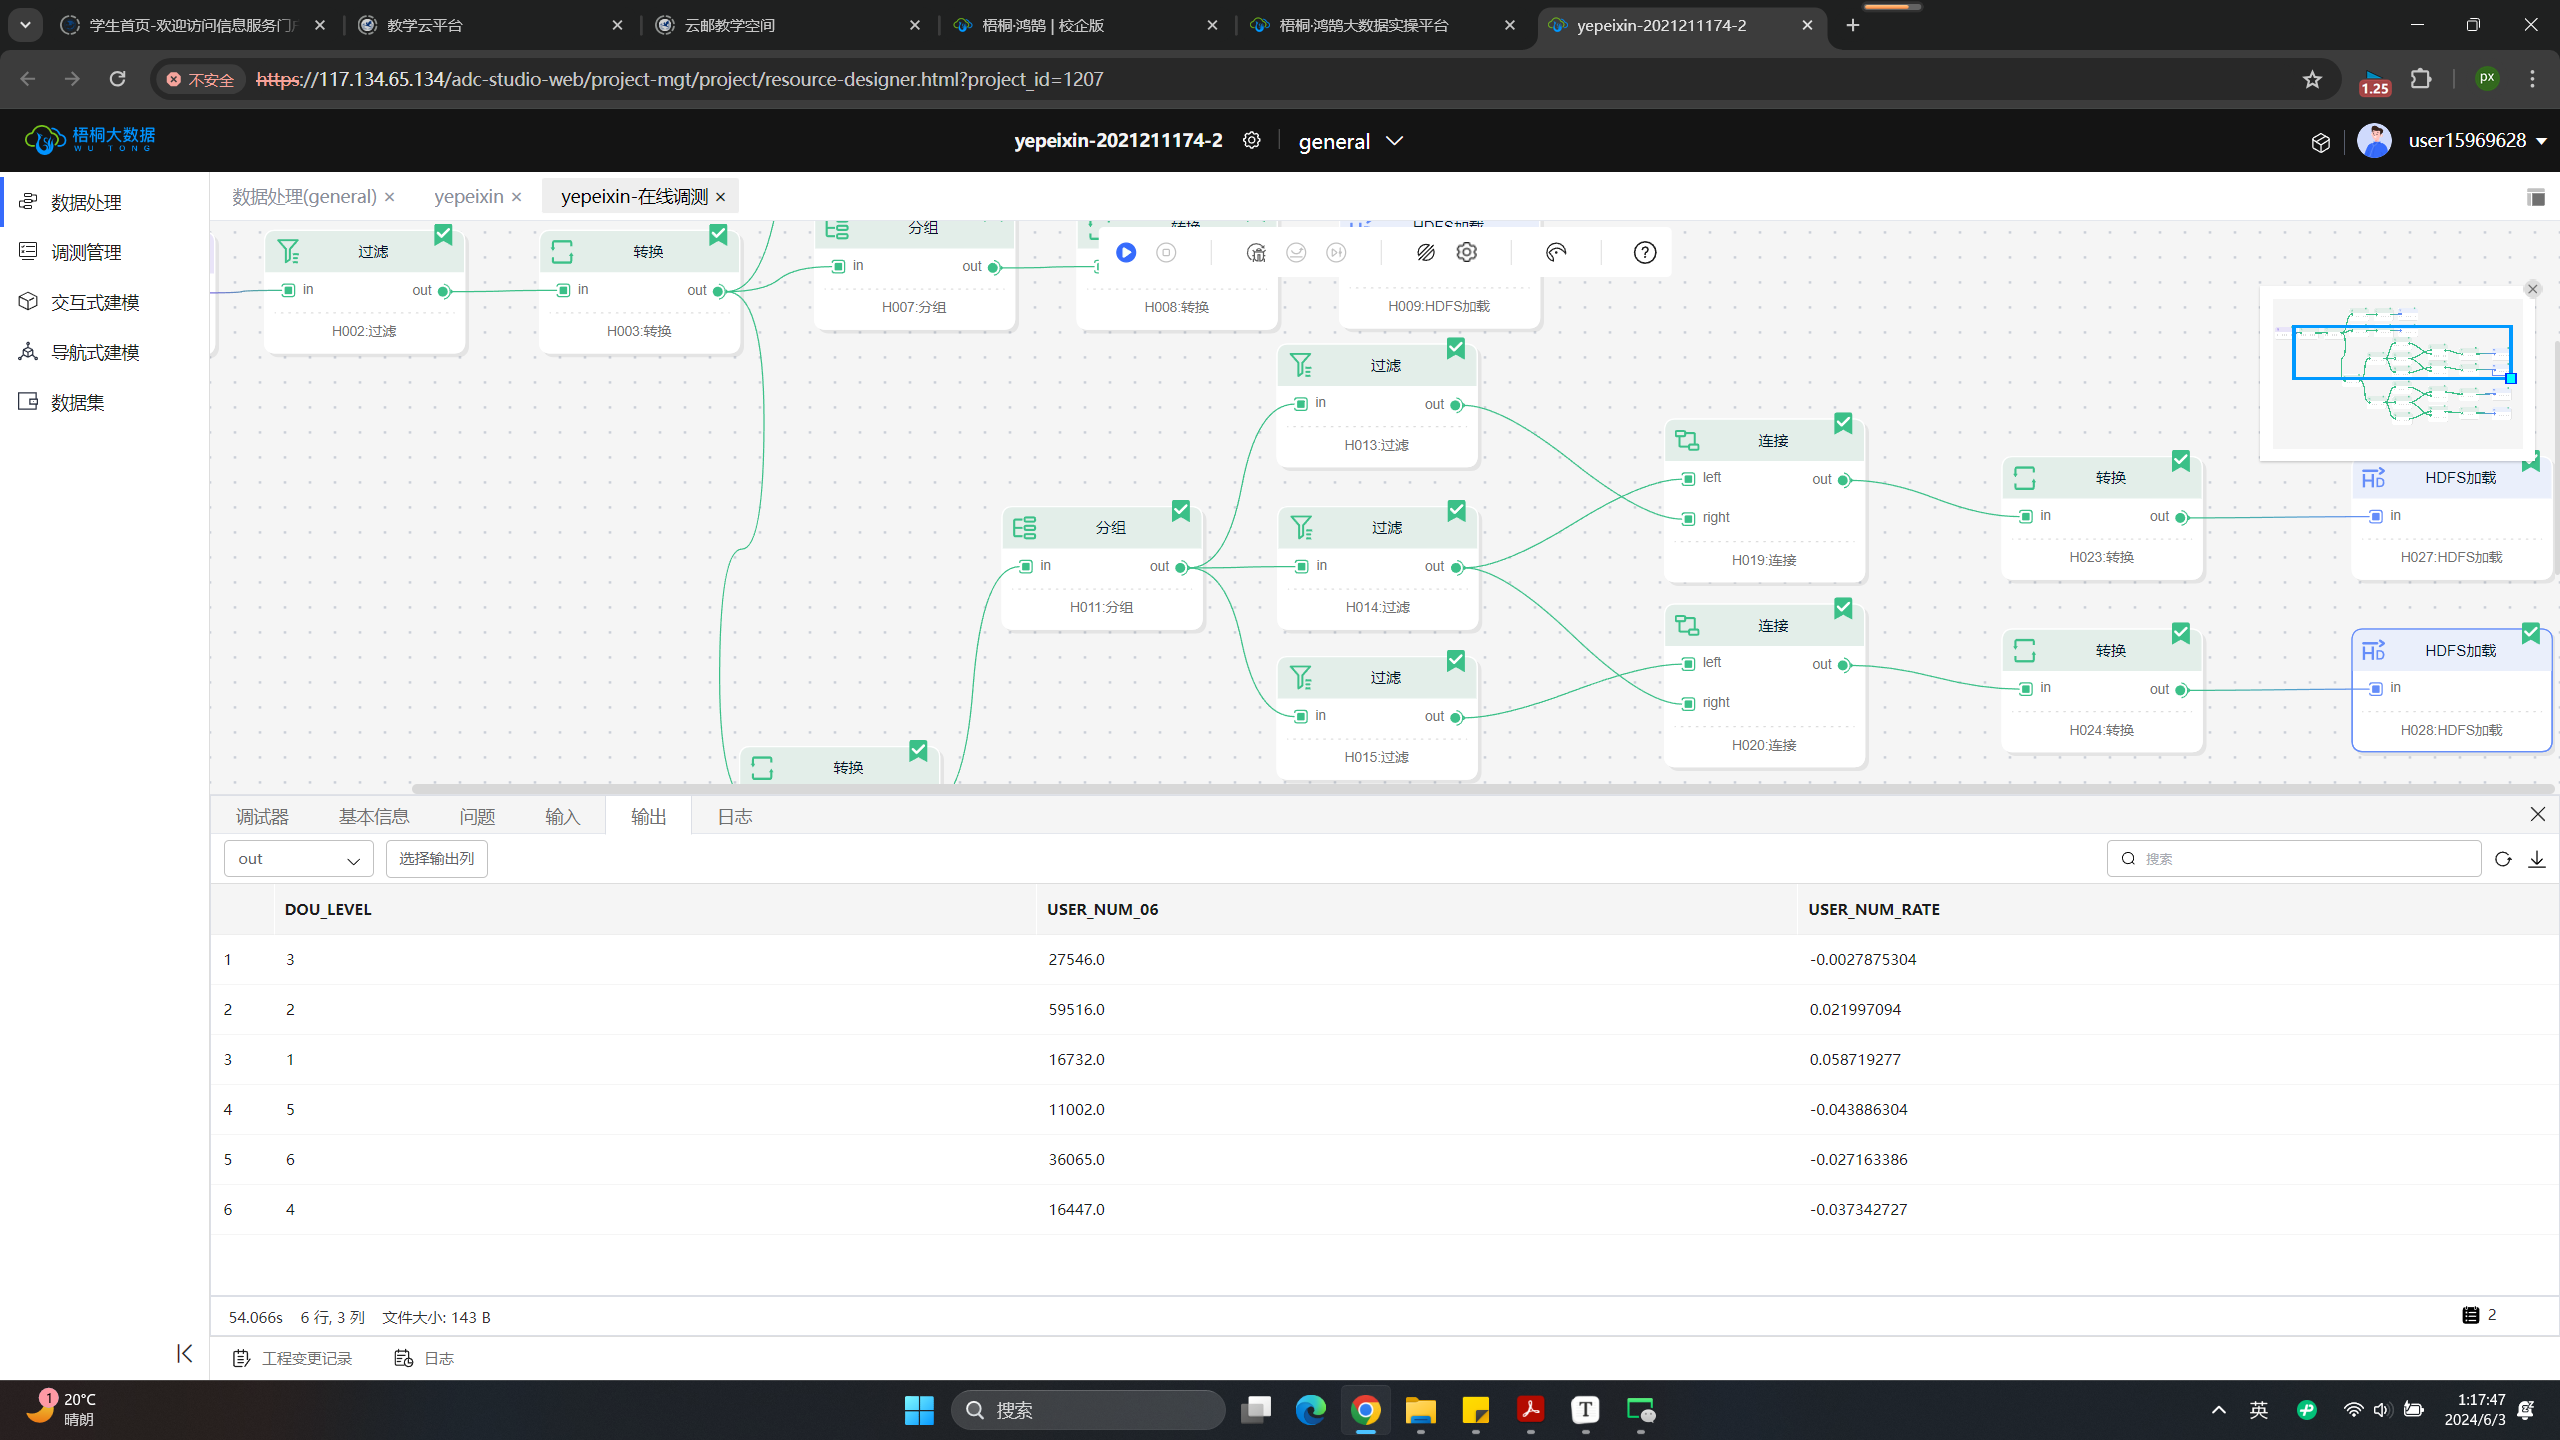 学生首页-欢迎访问信息服务门户
教学云平台
云邮教学空间
梧桐·鸿鹄 | 校企版
梧桐·鸿鹄大数据实操平台
yepeixin-2021211174-2
不安全
https://117.134.65.134/adc-studio-web/project-mgt/project/resource-designer.html?project_id=1207
1.25
px
梧桐大数据
WU TONG
yepeixin-2021211174-2
general
user15969628
数据处理
调测管理
交互式建模
导航式建模
数据集
数据处理(general)
yepeixin
yepeixin-在线调测
过滤
in
out
H002:过滤
转换
in
out
H003:转换
分组
in
out
H007:分组
转换
H008:转换
HDFS加载
H009:HDFS加载
过滤
in
out
H013:过滤
分组
in
out
H011:分组
过滤
in
out
H014:过滤
过滤
in
out
H015:过滤
连接
left
out
right
H019:连接
连接
left
out
right
H020:连接
转换
in
out
H023:转换
转换
in
out
H024:转换
HDFS加载
in
H027:HDFS加载
HDFS加载
in
H028:HDFS加载
转换
调试器
基本信息
问题
输入
输出
日志
out
选择输出列
搜索
DOU_LEVEL USER_NUM_06 USER_NUM_RATE
1 3 27546.0 -0.0027875304
2 2 59516.0 0.021997094
3 1 16732.0 0.058719277
4 5 11002.0 -0.043886304
5 6 36065.0 -0.027163386
6 4 16447.0 -0.037342727
54.066s 6 行, 3 列 文件大小: 143 B
2
工程变更记录
日志
1
20°C
晴朗
搜索
英
1:17:47
2024/6/3